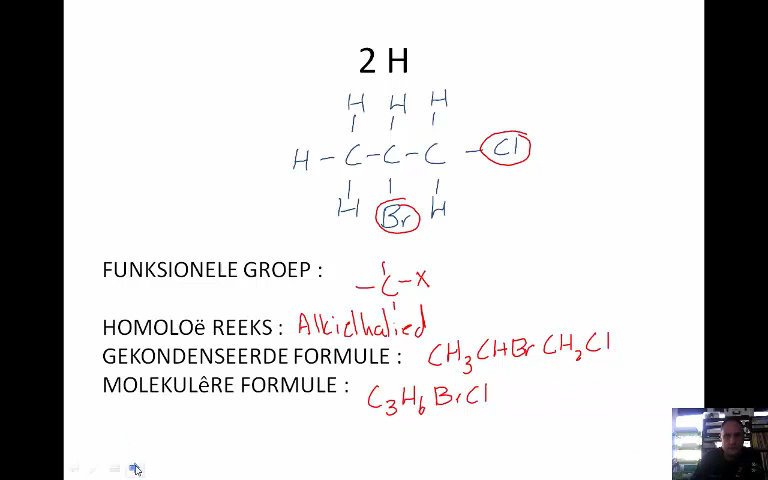 2 H
H H H
H - C - C - C - Cl
H Br H
FUNKSIONELE GROEP : - C - X
HOMOLOë REEKS : Alkielhalied
GEKONDENSEERDE FORMULE : CH₃CHBrCH₂Cl
MOLEKULêRE FORMULE : C₃H₆BrCl